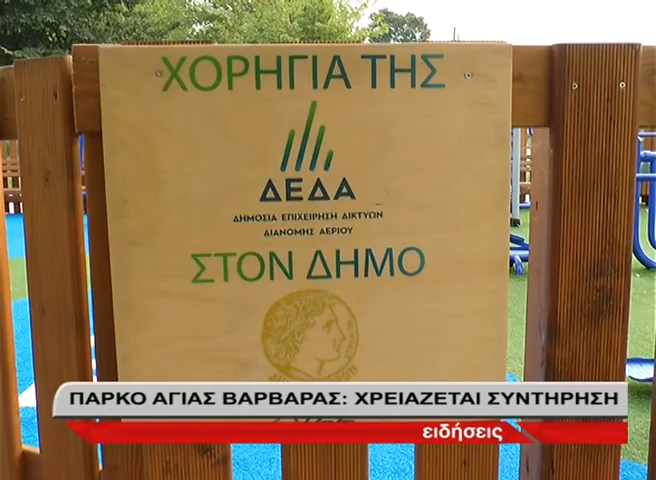 ΧΟΡΗΓΙΑ ΤΗΣ
ΔΕΔΑ
ΔΗΜΟΣΙΑ ΕΠΙΧΕΙΡΗΣΗ ΔΙΚΤΥΩΝ
ΔΙΑΝΟΜΗΣ ΑΕΡΙΟΥ
ΣΤΟΝ ΔΗΜΟ
ΠΑΡΚΟ ΑΓΙΑΣ ΒΑΡΒΑΡΑΣ: ΧΡΕΙΑΖΕΤΑΙ ΣΥΝΤΗΡΗΣΗ
ειδήσεις